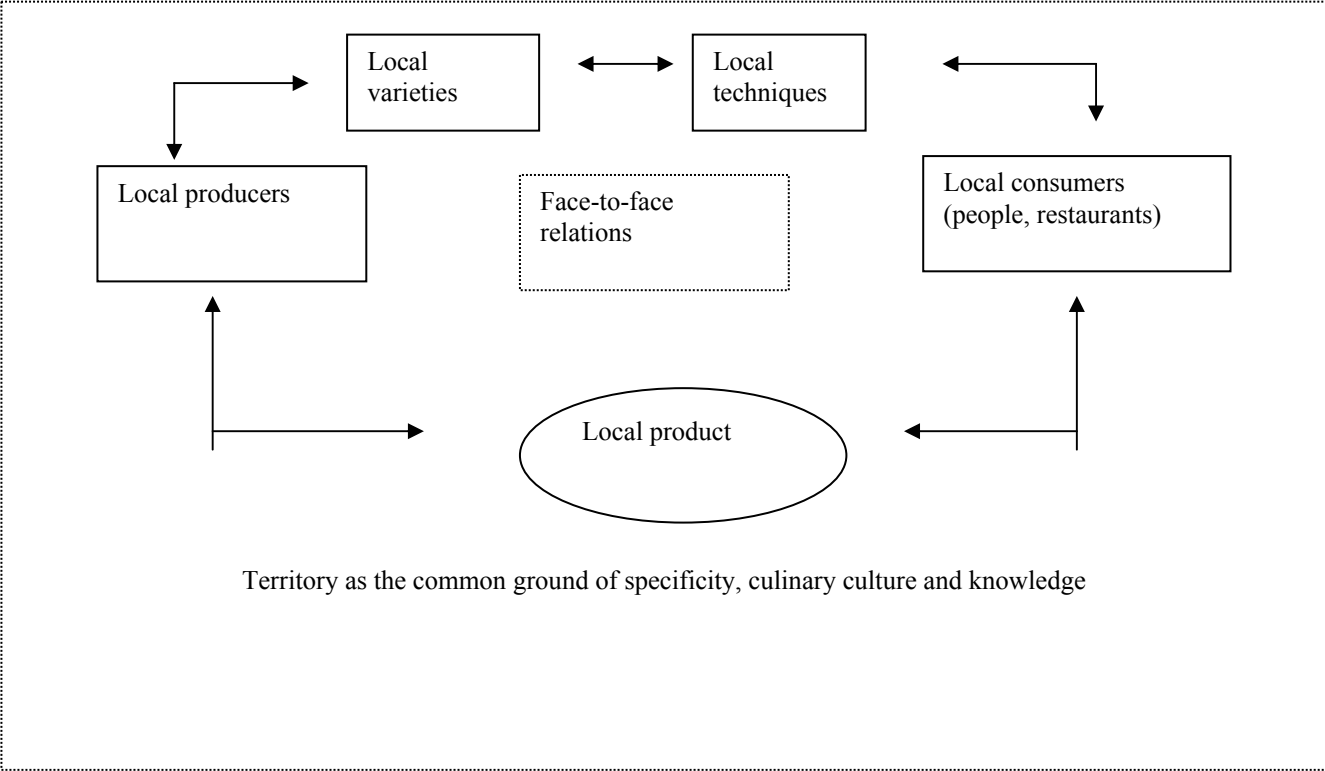 Local
varieties
Local
techniques
Local producers
Face-to-face
relations
Local consumers
(people, restaurants)
Local product
Territory as the common ground of specificity, culinary culture and knowledge